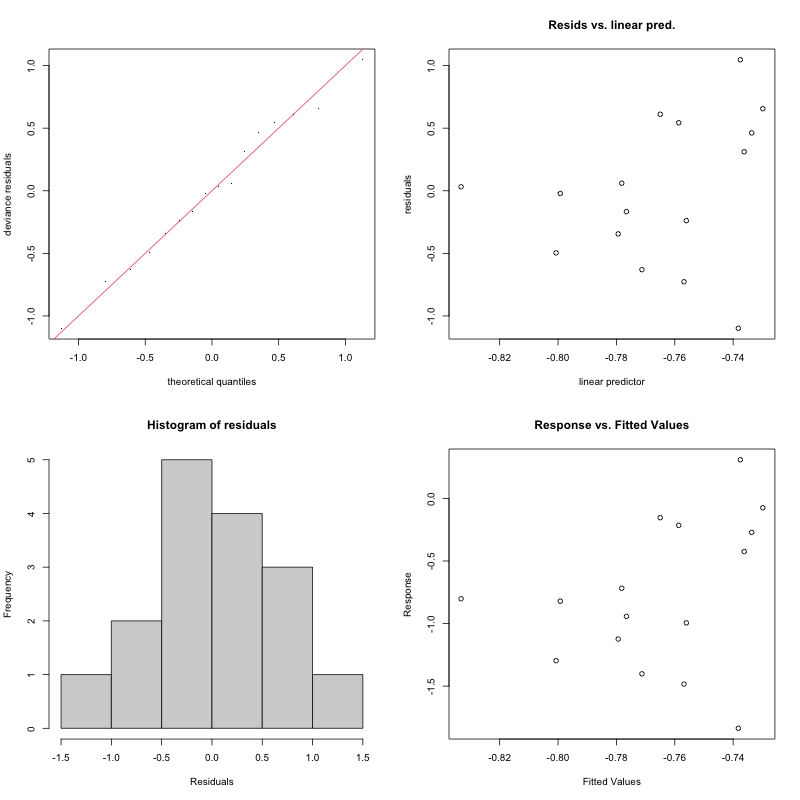 deviance residuals
1.0
0.5
0.0
-0.5
-1.0
-1.0 -0.5 0.0 0.5 1.0
theoretical quantiles
Resids vs. linear pred.
residuals
1.0
0.5
0.0
-0.5
-1.0
-0.82 -0.80 -0.78 -0.76 -0.74
linear predictor
Histogram of residuals
Frequency
5
4
3
2
1
0
-1.5 -1.0 -0.5 0.0 0.5 1.0 1.5
Residuals
Response vs. Fitted Values
Response
0.0
-0.5
-1.0
-1.5
-0.82 -0.80 -0.78 -0.76 -0.74
Fitted Values